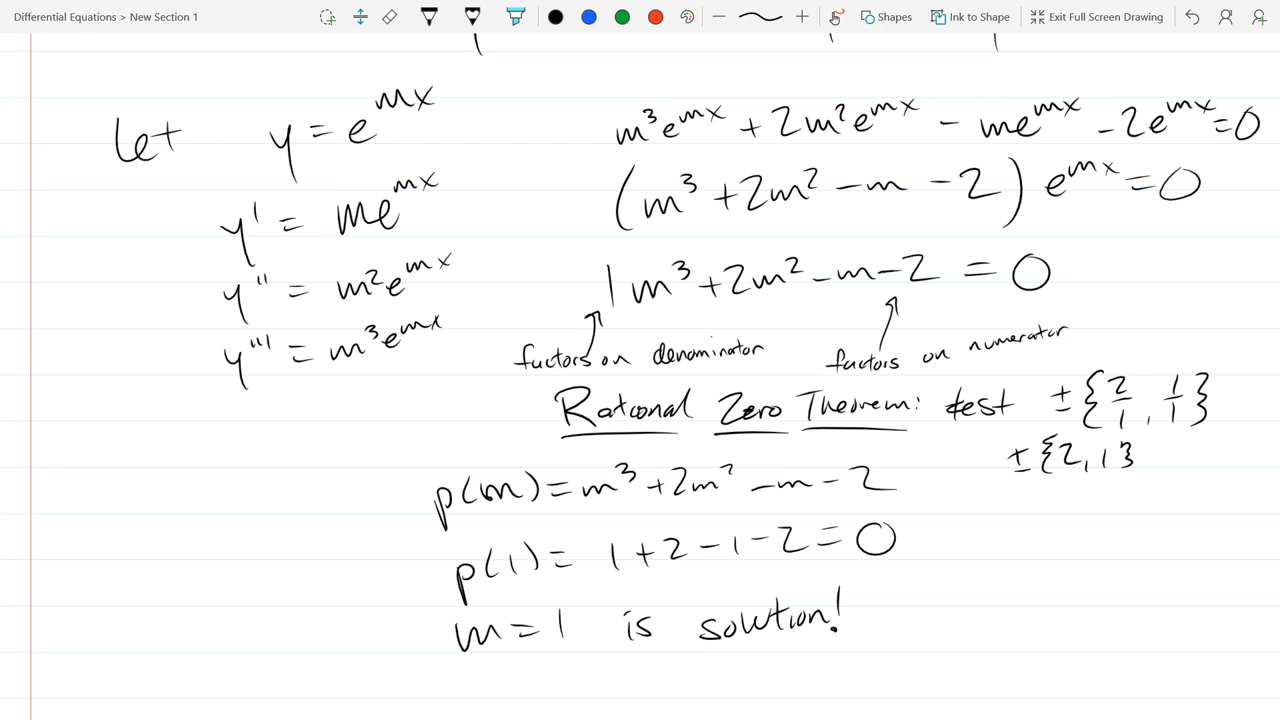 Differential Equations > New Section 1
Shapes
Ink to Shape
Exit Full Screen Drawing
Let y = e^{mx}
y' = me^{mx}
y'' = m²e^{mx}
y''' = m³e^{mx}
m³e^{mx} + 2m²e^{mx} - me^{mx} - 2e^{mx} = 0
(m³ + 2m² - m - 2) e^{mx} = 0
1m³ + 2m² - m - 2 = 0
factors on denominator
factors on numerator
Rational Zero Theorem: test ± {2/1, 1/1}
± {2, 1}
p(m) = m³ + 2m² - m - 2
p(1) = 1 + 2 - 1 - 2 = 0
m = 1 is solution!